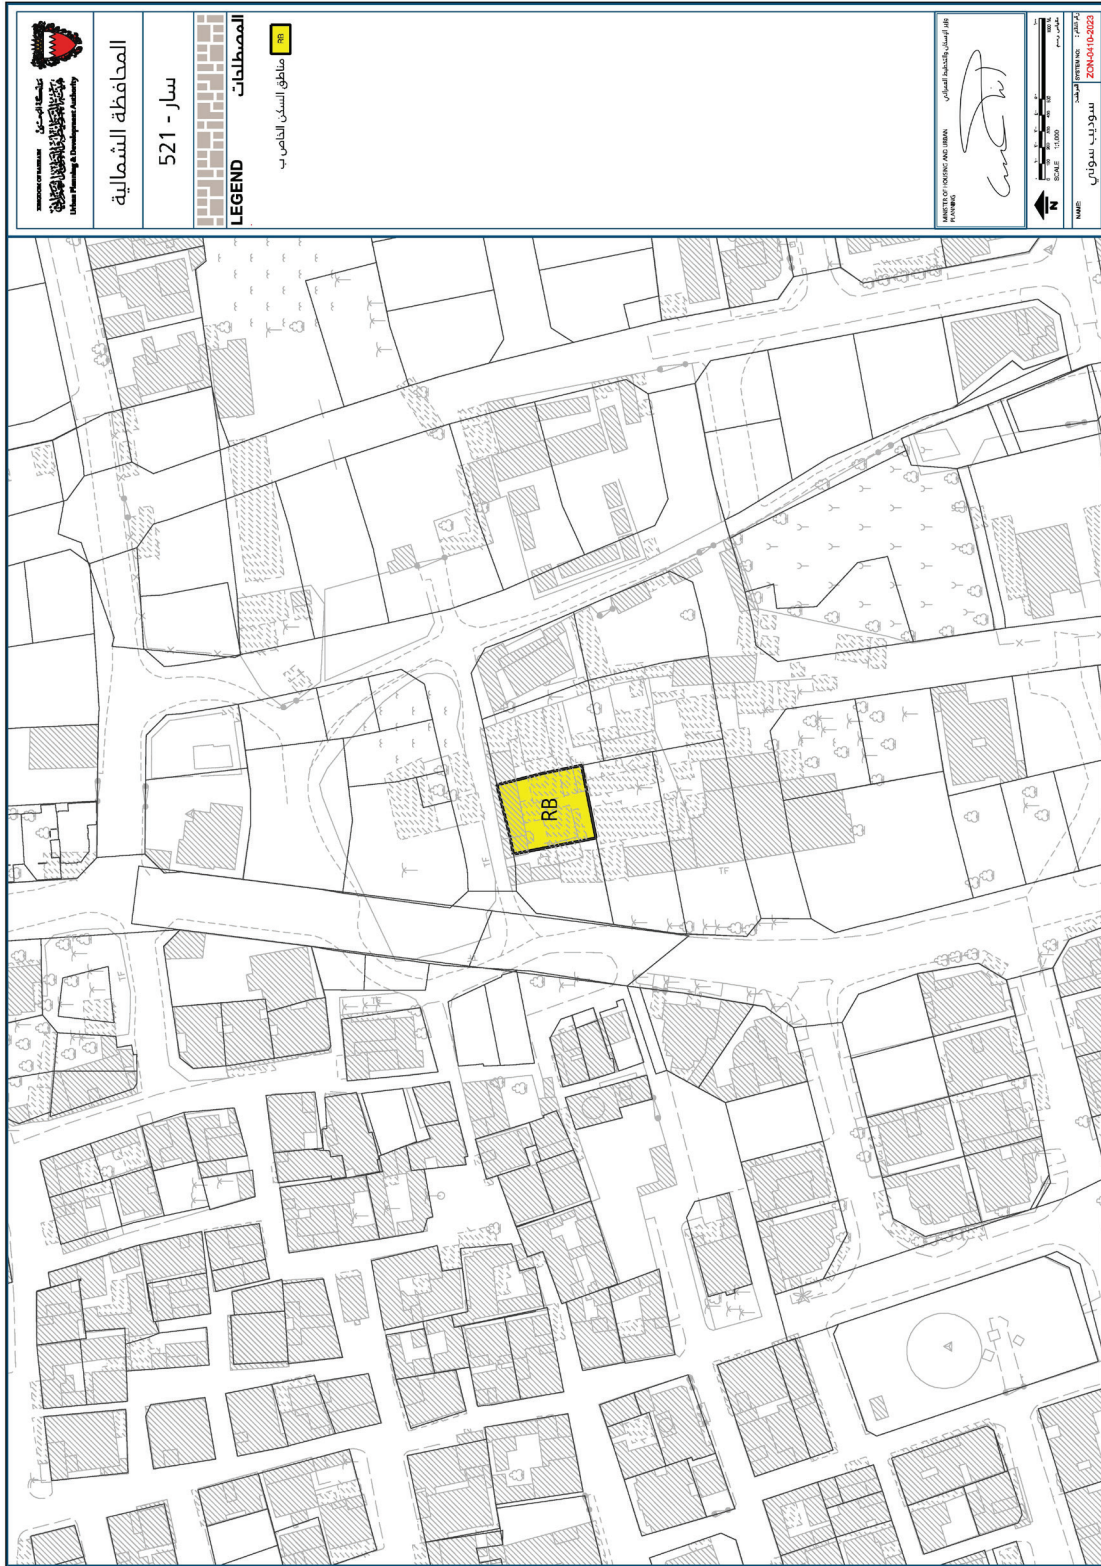 KINGDOM OF BAHRAIN
Urban Planning & Development Authority
المحافظة الشمالية
سار - 521
LEGEND المصطلحات
RB مناطق السكن الخاص ب
MINISTER OF HOUSING AND URBAN PLANNING
وزير الإسكان والتخطيط العمراني
N
SCALE 1:1,000
NAME:
سوديب سوني
SYSTEM NO:
ZON-0410-2023
RB
TF
TF
TF
TF